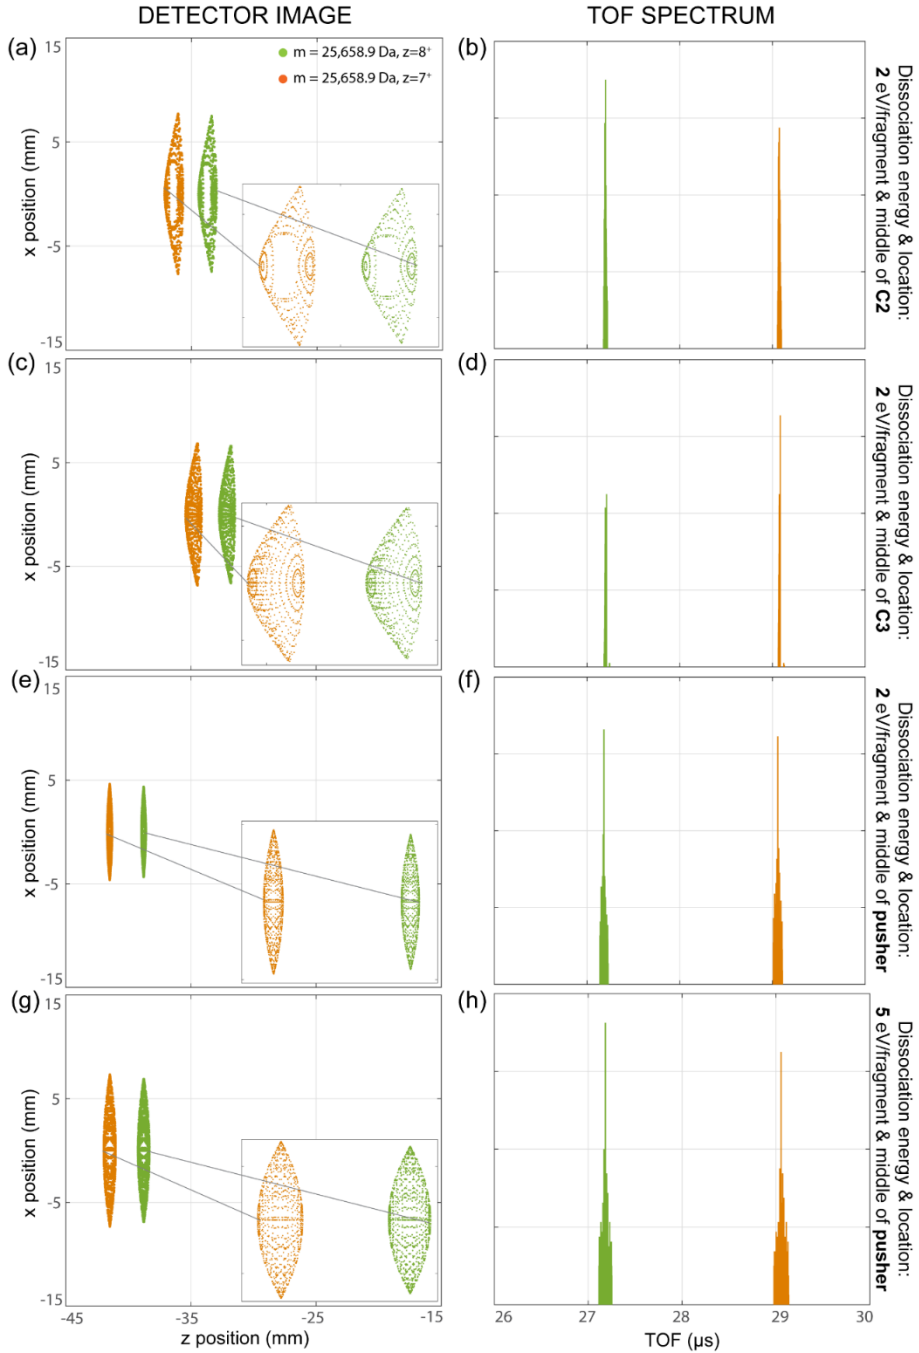 DETECTOR IMAGE
TOF SPECTRUM
(a)
15
5
-5
-15
x position (mm)
m = 25,658.9 Da, z=8⁺
m = 25,658.9 Da, z=7⁺
(b)
Dissociation energy & location:
2 eV/fragment & middle of C2
(c)
15
5
-5
-15
x position (mm)
(d)
Dissociation energy & location:
2 eV/fragment & middle of C3
(e)
15
5
-5
-15
x position (mm)
(f)
Dissociation energy & location:
2 eV/fragment & middle of pusher
(g)
15
5
-5
-15
x position (mm)
-45
-35
-25
-15
z position (mm)
(h)
26
27
28
29
30
TOF (µs)
Dissociation energy & location:
5 eV/fragment & middle of pusher